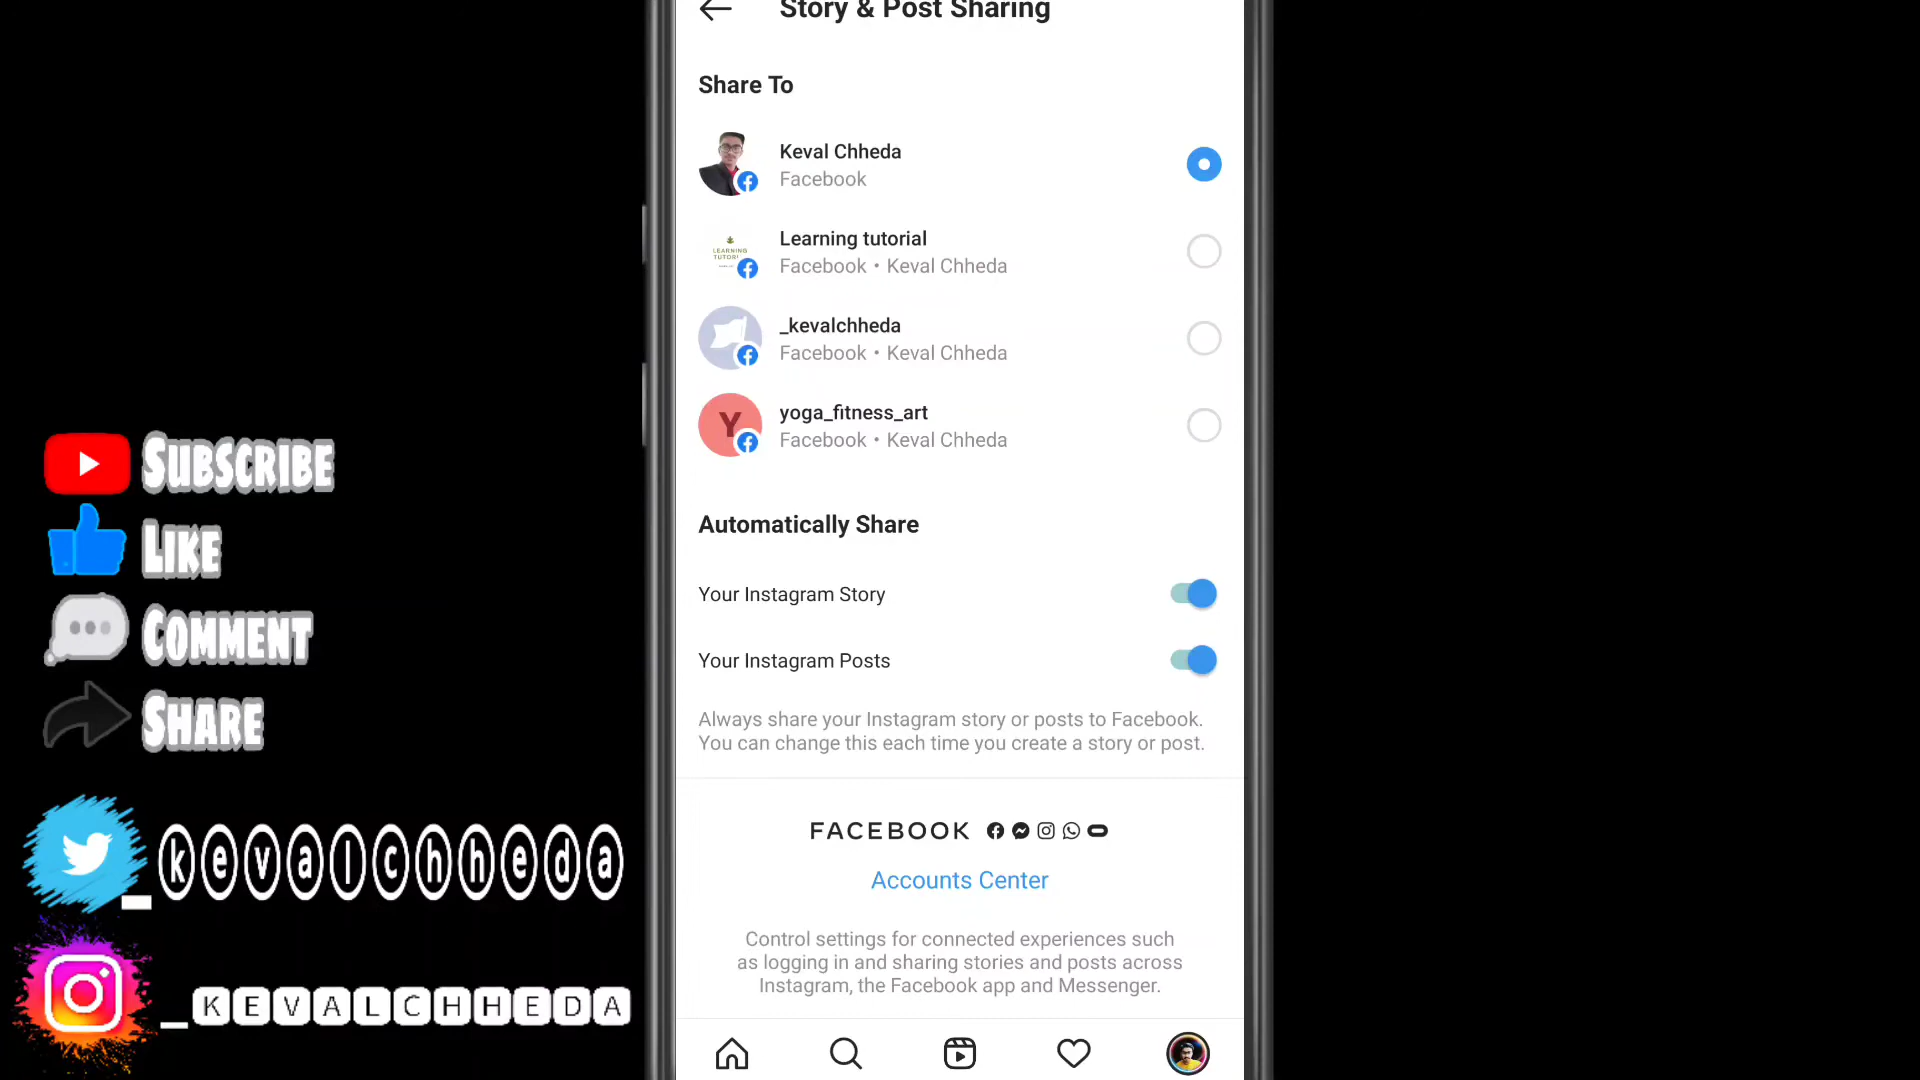 Story & Post Sharing
Share To
Keval Chheda
Facebook
LEARNING
TUTORI
Learning tutorial
Facebook • Keval Chheda
_kevalchheda
Facebook • Keval Chheda
Y
yoga_fitness_art
Facebook • Keval Chheda
Automatically Share
Your Instagram Story
Your Instagram Posts
Always share your Instagram story or posts to Facebook.
You can change this each time you create a story or post.
FACEBOOK
Accounts Center
Control settings for connected experiences such
as logging in and sharing stories and posts across
Instagram, the Facebook app and Messenger.
SUBSCRIBE
LIKE
COMMENT
SHARE
_kevalchheda
_KEVALCHHEDA